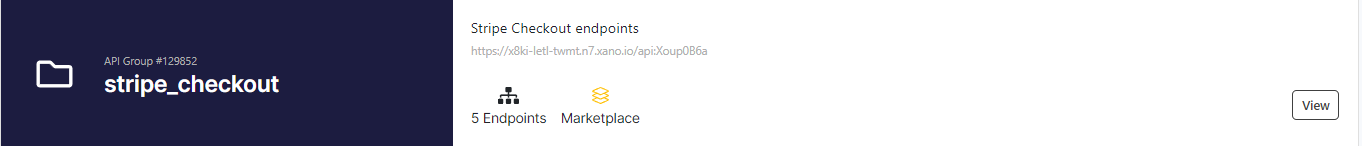 API Group #129852
stripe_checkout
Stripe Checkout endpoints
https://x8ki-letl-twmt.n7.xano.io/api:Xoup0B6a
5 Endpoints
Marketplace
View